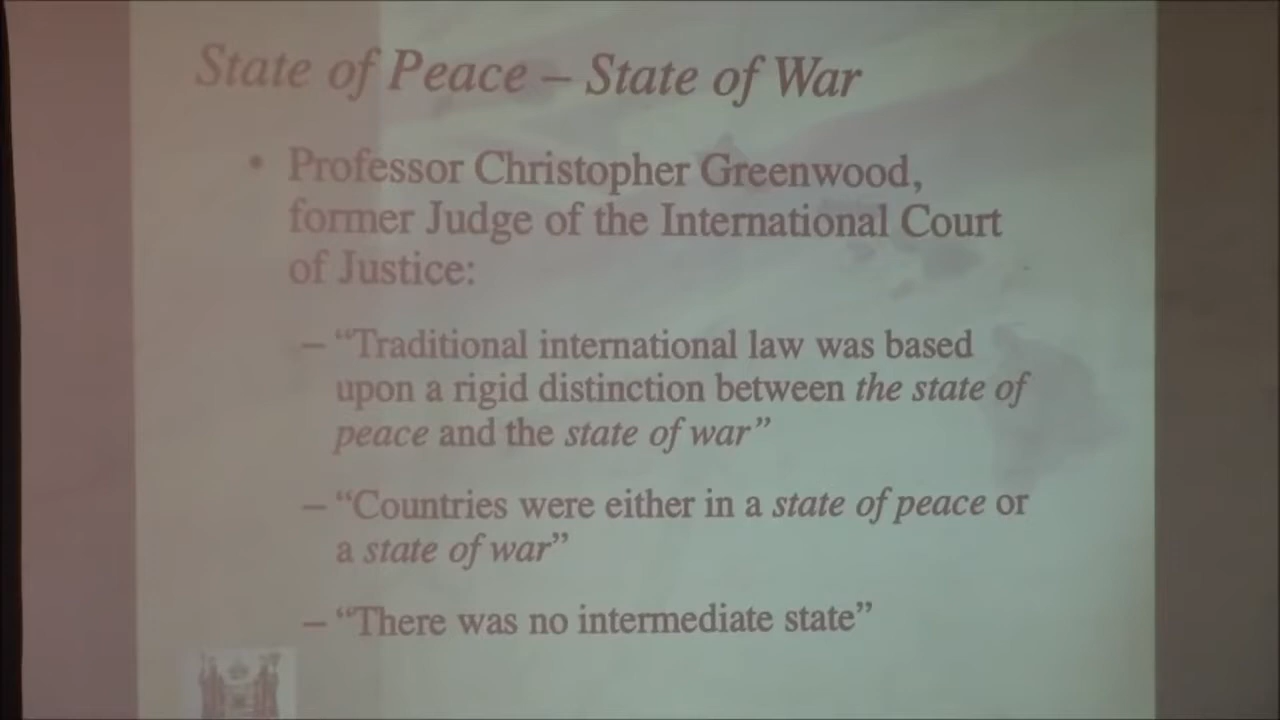 State of Peace – State of War
• Professor Christopher Greenwood,
former Judge of the International Court
of Justice:
– “Traditional international law was based
upon a rigid distinction between the state of
peace and the state of war”
– “Countries were either in a state of peace or
a state of war”
– “There was no intermediate state”